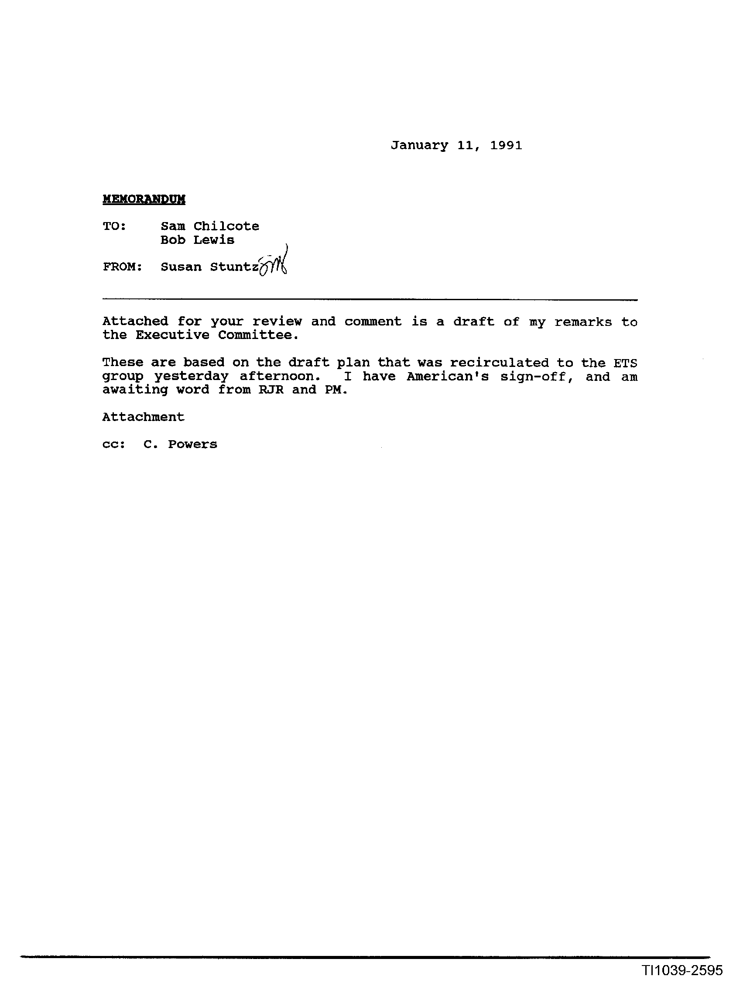 January 11, 1991
MEMORANDUM
TO: Sam Chilcote
Bob Lewis
FROM: Susan Stuntz
Attached for your review and comment is a draft of my remarks to
the Executive Committee.
These are based on the draft plan that was recirculated to the ETS
group yesterday afternoon. I have American's sign-off, and am
awaiting word from RJR and PM.
Attachment
cc: C. Powers
TI1039-2595